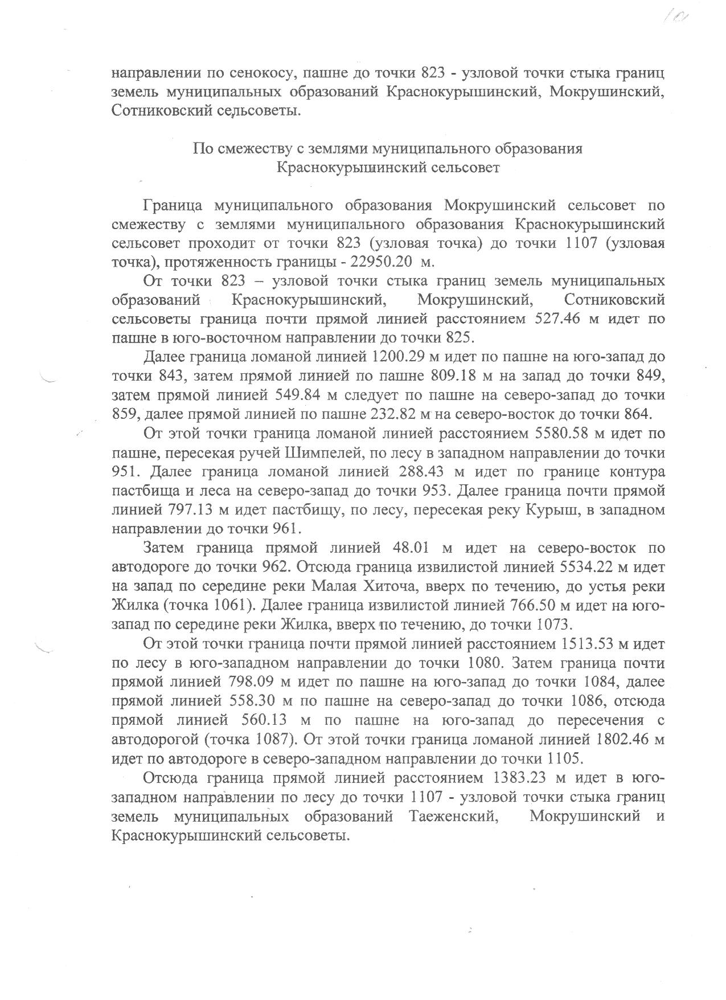 направлении по сенокосу, пашне до точки 823 - узловой точки стыка границ
земель муниципальных образований Краснокурышинский, Мокрушинский,
Сотниковский сельсоветы.
По смежеству с землями муниципального образования
Краснокурышинский сельсовет
Граница муниципального образования Мокрушинский сельсовет по
смежеству с землями муниципального образования Краснокурышинский
сельсовет проходит от точки 823 (узловая точка) до точки 1107 (узловая
точка), протяженность границы - 22950.20 м.
От точки 823 – узловой точки стыка границ земель муниципальных
образований Краснокурышинский, Мокрушинский, Сотниковский
сельсоветы граница почти прямой линией расстоянием 527.46 м идет по
пашне в юго-восточном направлении до точки 825.
Далее граница ломаной линией 1200.29 м идет по пашне на юго-запад до
точки 843, затем прямой линией по пашне 809.18 м на запад до точки 849,
затем прямой линией 549.84 м следует по пашне на северо-запад до точки
859, далее прямой линией по пашне 232.82 м на северо-восток до точки 864.
От этой точки граница ломаной линией расстоянием 5580.58 м идет по
пашне, пересекая ручей Шимпелей, по лесу в западном направлении до точки
951. Далее граница ломаной линией 288.43 м идет по границе контура
пастбища и леса на северо-запад до точки 953. Далее граница почти прямой
линией 797.13 м идет пастбищу, по лесу, пересекая реку Курыш, в западном
направлении до точки 961.
Затем граница прямой линией 48.01 м идет на северо-восток по
автодороге до точки 962. Отсюда граница извилистой линией 5534.22 м идет
на запад по середине реки Малая Хиточа, вверх по течению, до устья реки
Жилка (точка 1061). Далее граница извилистой линией 766.50 м идет на юго-
запад по середине реки Жилка, вверх по течению, до точки 1073.
От этой точки граница почти прямой линией расстоянием 1513.53 м идет
по лесу в юго-западном направлении до точки 1080. Затем граница почти
прямой линией 798.09 м идет по пашне на юго-запад до точки 1084, далее
прямой линией 558.30 м по пашне на северо-запад до точки 1086, отсюда
прямой линией 560.13 м по пашне на юго-запад до пересечения с
автодорогой (точка 1087). От этой точки граница ломаной линией 1802.46 м
идет по автодороге в северо-западном направлении до точки 1105.
Отсюда граница прямой линией расстоянием 1383.23 м идет в юго-
западном направлении по лесу до точки 1107 - узловой точки стыка границ
земель муниципальных образований Таеженский, Мокрушинский и
Краснокурышинский сельсоветы.